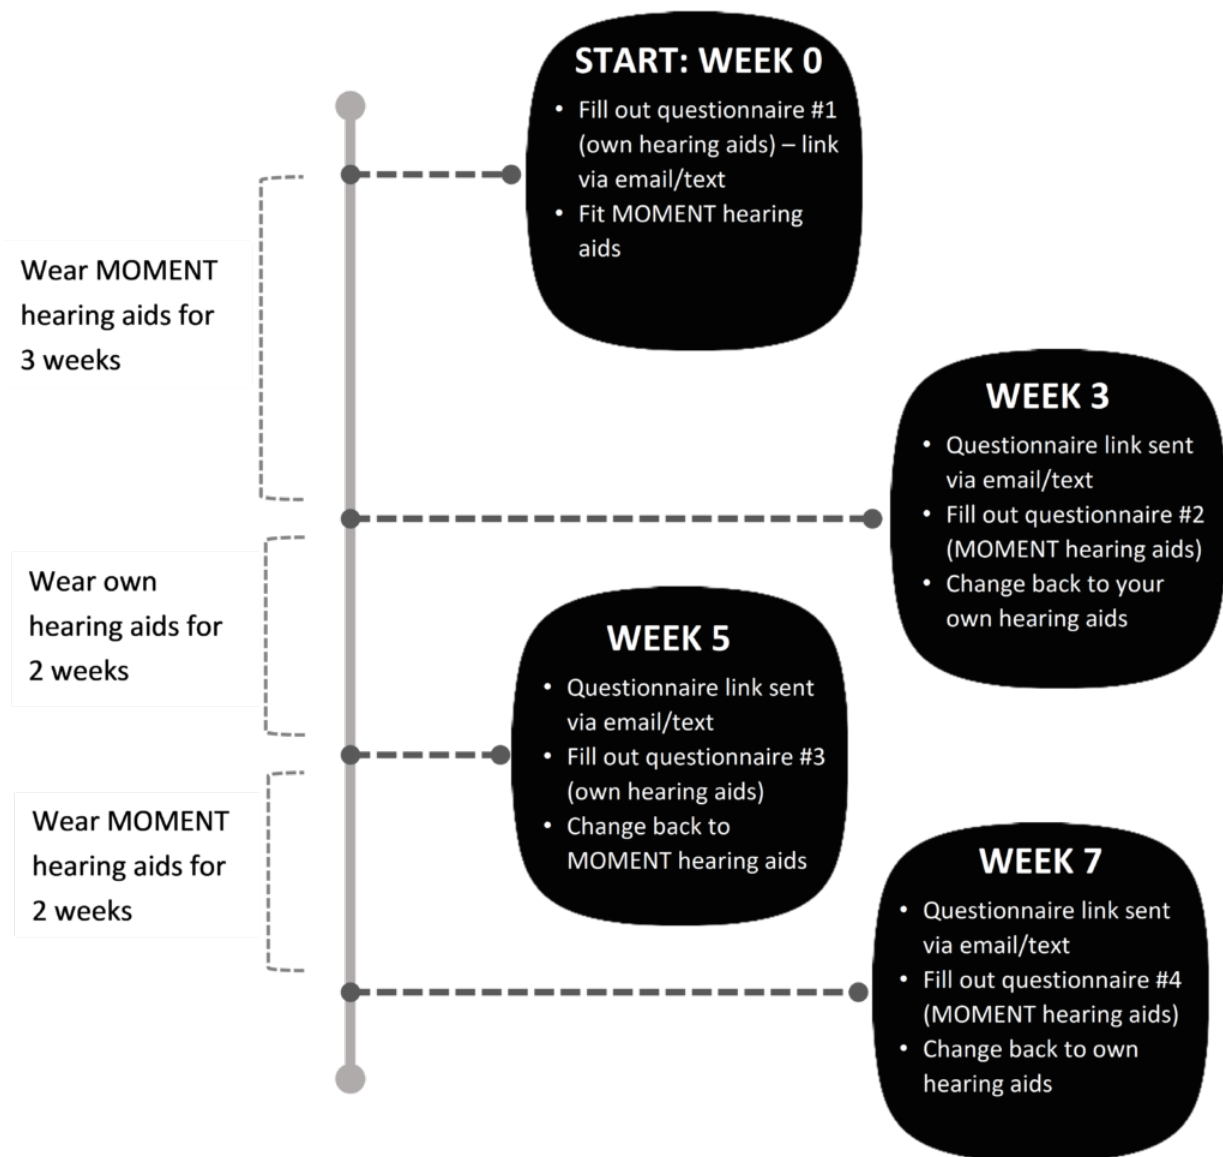 START: WEEK 0
• Fill out questionnaire #1
(own hearing aids) – link
via email/text
• Fit MOMENT hearing
aids
Wear MOMENT
hearing aids for
3 weeks
WEEK 3
• Questionnaire link sent
via email/text
• Fill out questionnaire #2
(MOMENT hearing aids)
• Change back to your
own hearing aids
Wear own
hearing aids for
2 weeks
WEEK 5
• Questionnaire link sent
via email/text
• Fill out questionnaire #3
(own hearing aids)
• Change back to
MOMENT hearing aids
Wear MOMENT
hearing aids for
2 weeks
WEEK 7
• Questionnaire link sent
via email/text
• Fill out questionnaire #4
(MOMENT hearing aids)
• Change back to own
hearing aids